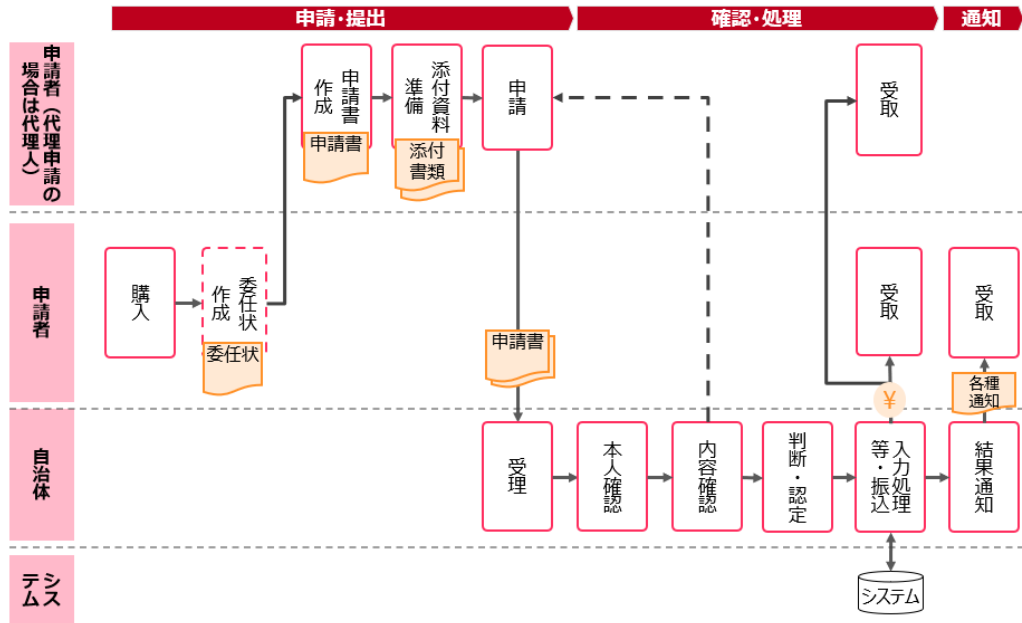 申請・提出
確認・処理
通知
申請者（代理申請の
場合は代理人）
申請書
作成
申請書
添付資料
準備
添付
書類
申請
受取
申請者
購入
委任状
作成
委任状
申請書
受取
受取
¥
各種
通知
自治体
受理
本人確認
内容確認
判断・認定
入力処理
等・振込
結果通知
シス
テム
システム